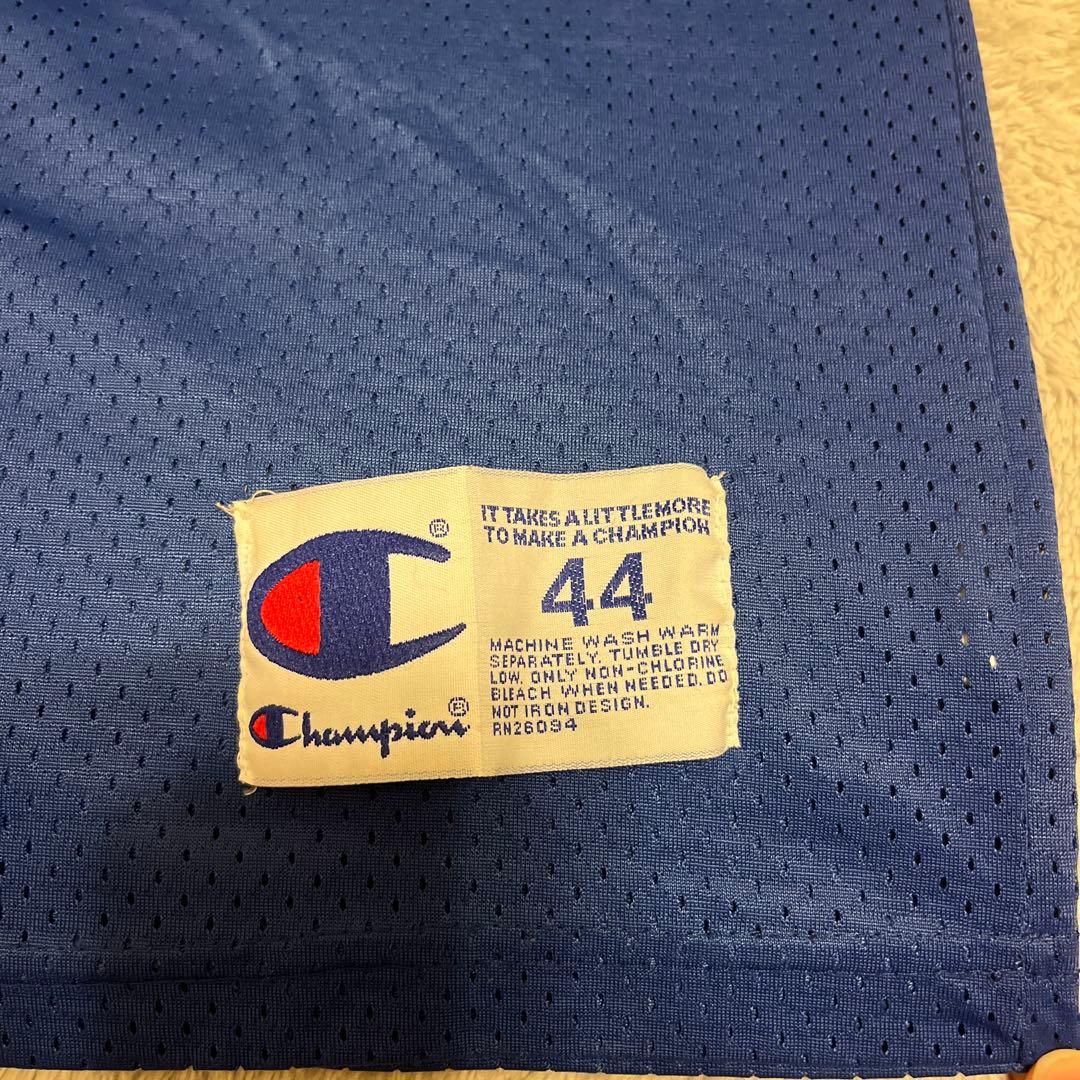 ®
Champion®
IT TAKES A LITTLE MORE
TO MAKE A CHAMPION
44
MACHINE WASH WARM
SEPARATELY. TUMBLE DRY
LOW. ONLY NON-CHLORINE
BLEACH WHEN NEEDED. DO
NOT IRON DESIGN.
RN26094